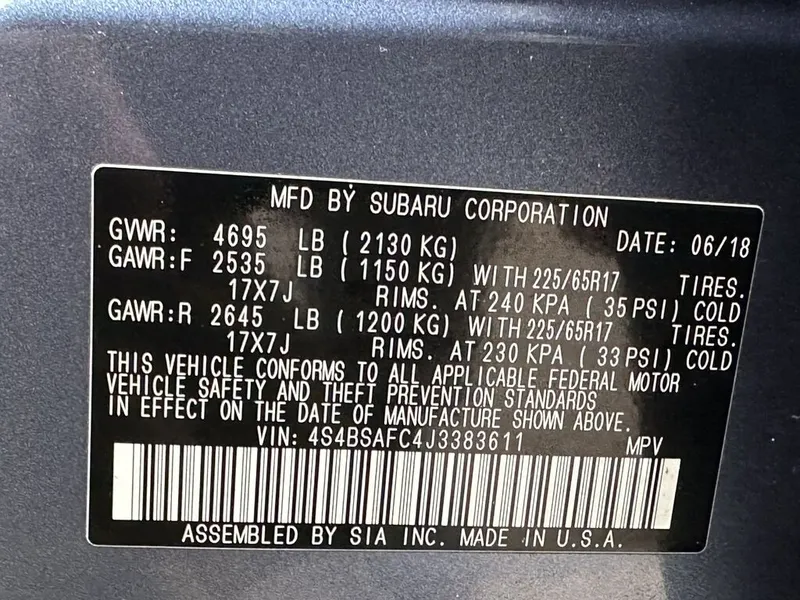 MFD BY SUBARU CORPORATION
GVWR: 4695 LB ( 2130 KG) DATE: 06/18
GAWR:F 2535 LB ( 1150 KG) WITH 225/65R17 TIRES.
17X7J RIMS. AT 240 KPA ( 35 PSI) COLD
GAWR:R 2645 LB ( 1200 KG) WITH 225/65R17 TIRES.
17X7J RIMS. AT 230 KPA ( 33 PSI) COLD
THIS VEHICLE CONFORMS TO ALL APPLICABLE FEDERAL MOTOR
VEHICLE SAFETY AND THEFT PREVENTION STANDARDS
IN EFFECT ON THE DATE OF MANUFACTURE SHOWN ABOVE.
VIN: 4S4BSAFC4J3383611 MPV
ASSEMBLED BY SIA INC. MADE IN U.S.A.